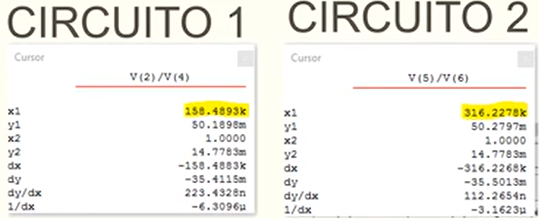 CIRCUITO 1
Cursor
V(2)/V(4)
x1 158.4893k
y1 50.1898m
x2 1.0000
y2 14.7783m
dx -158.4883k
dy -35.4115m
dy/dx 223.4328n
1/dx -6.3096µ
CIRCUITO 2
Cursor
V(5)/V(6)
x1 316.2278k
y1 50.2797m
x2 1.0000
y2 14.7783m
dx -316.2268k
dy -35.5013m
dy/dx 112.2654n
1/dx -3.1623µ